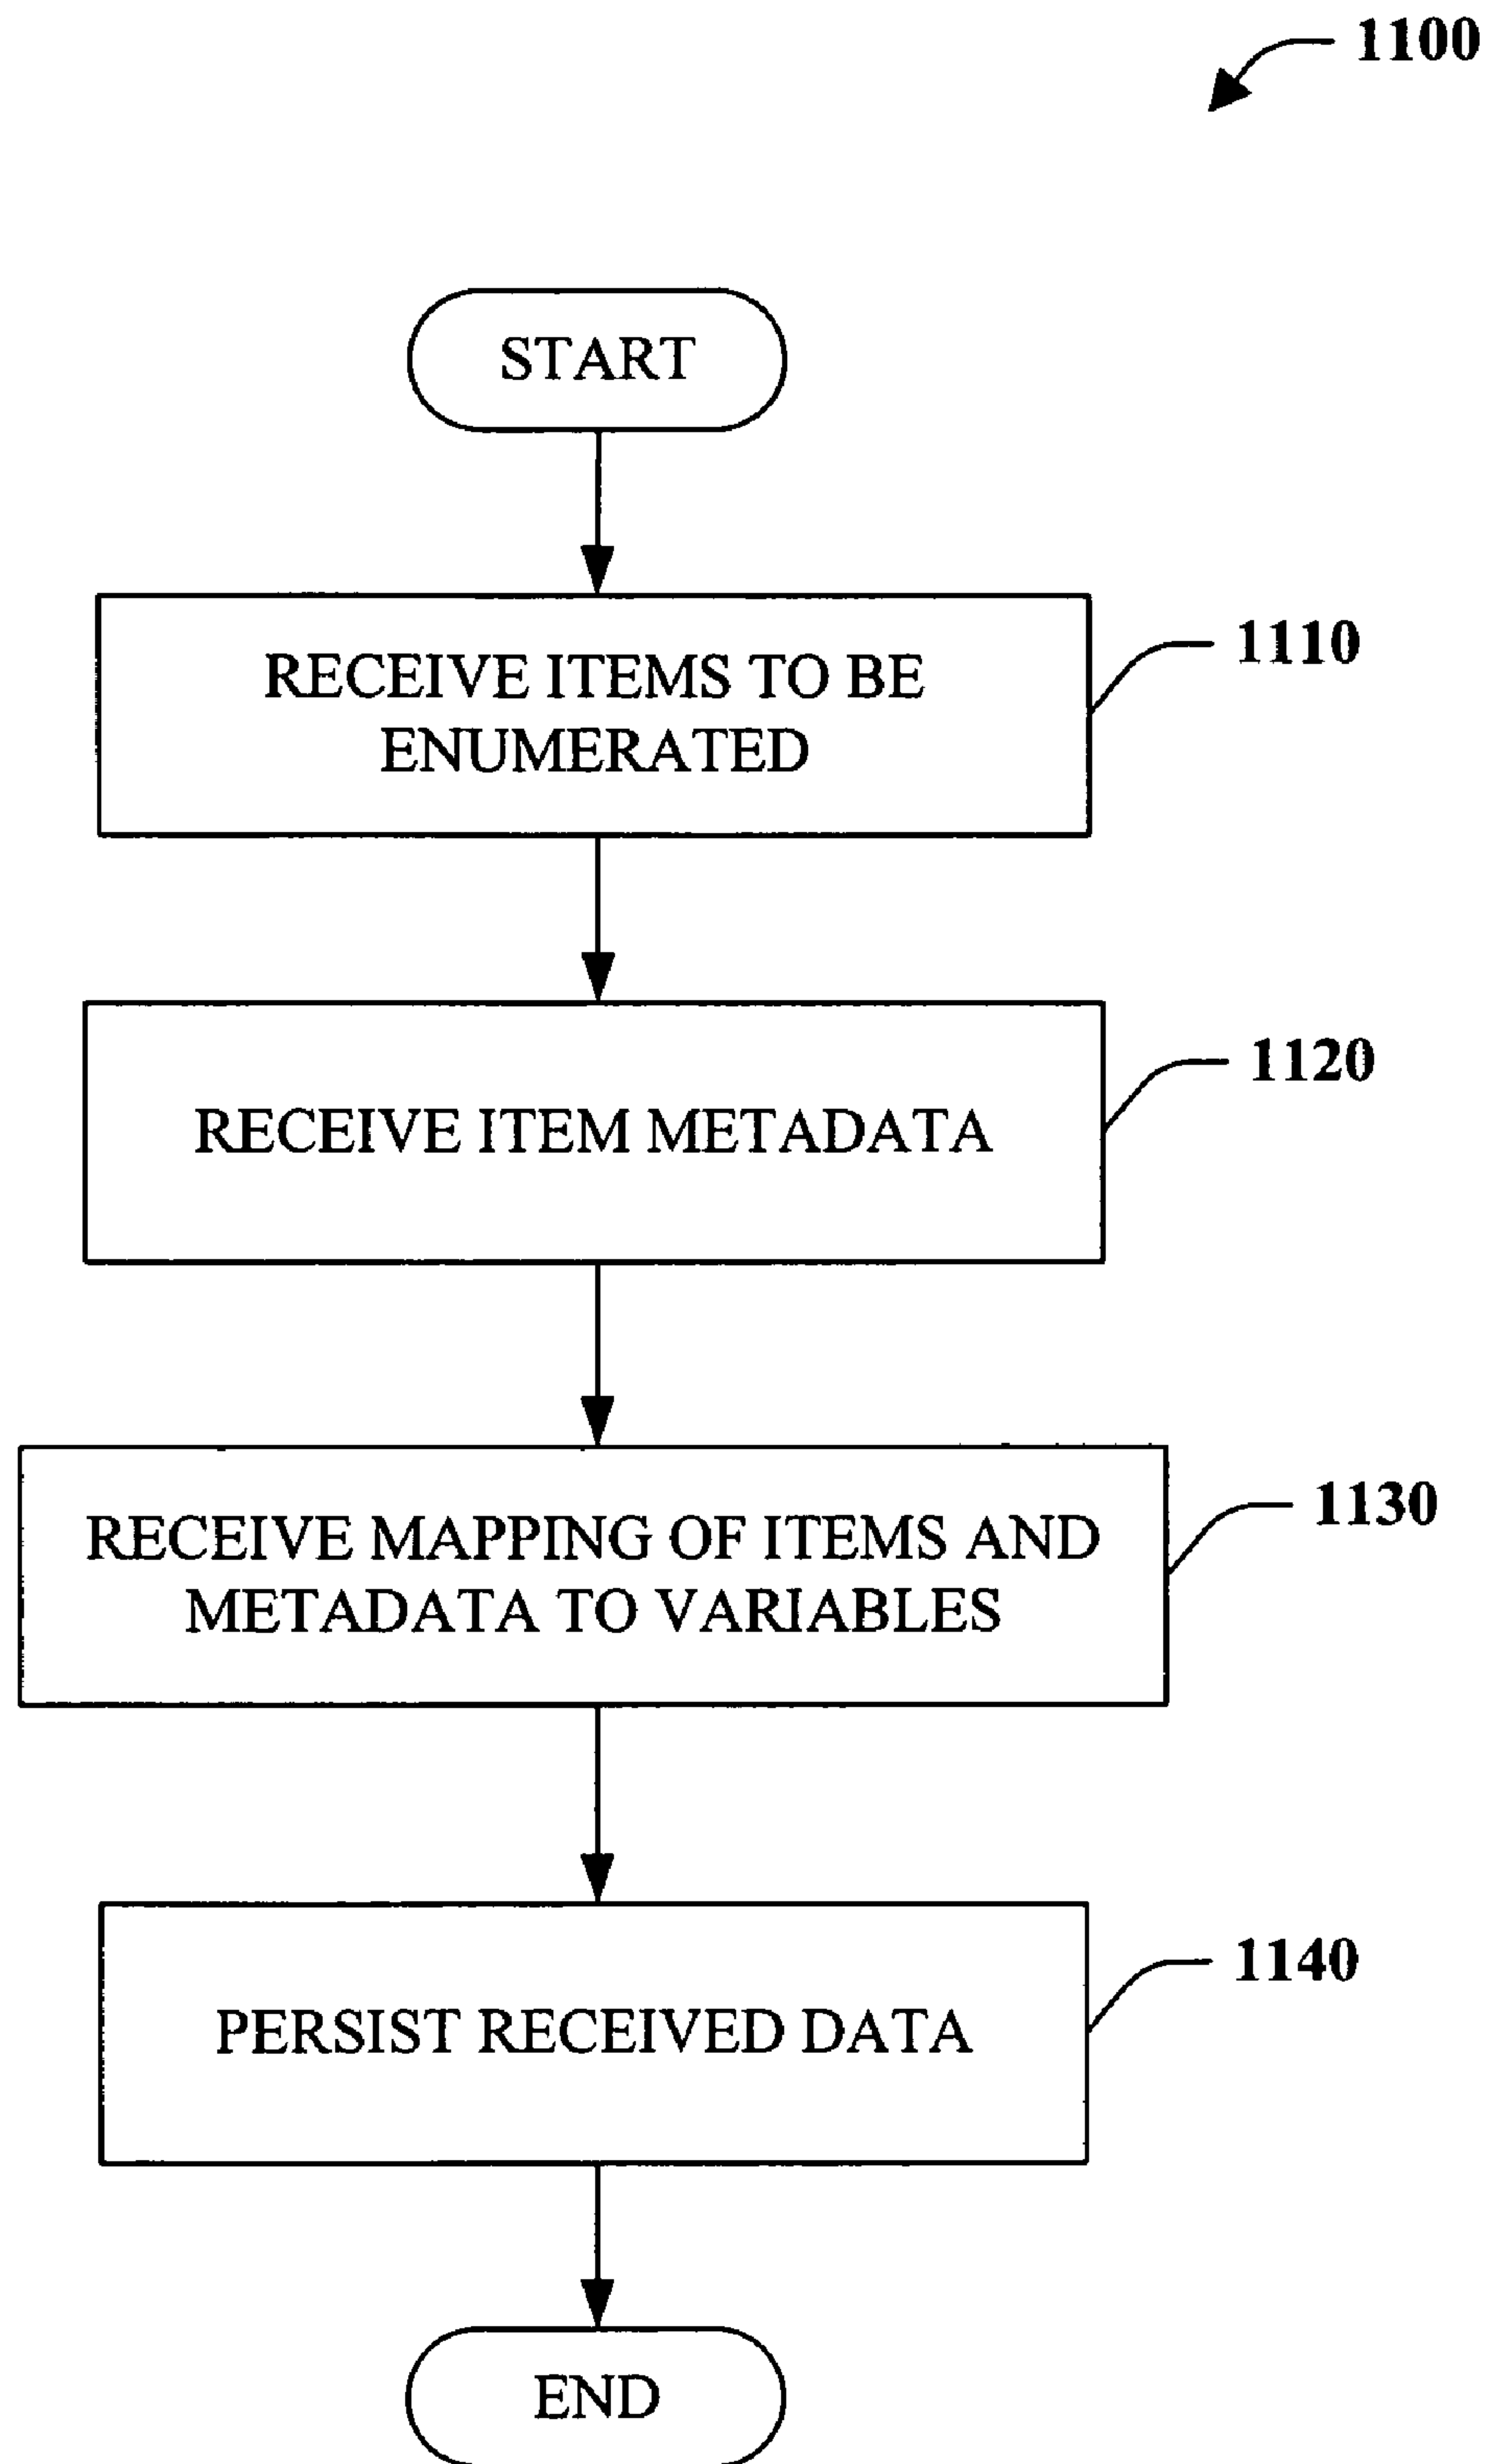 1100
START
RECEIVE ITEMS TO BE
ENUMERATED
1110
RECEIVE ITEM METADATA
1120
RECEIVE MAPPING OF ITEMS AND
METADATA TO VARIABLES
1130
PERSIST RECEIVED DATA
1140
END